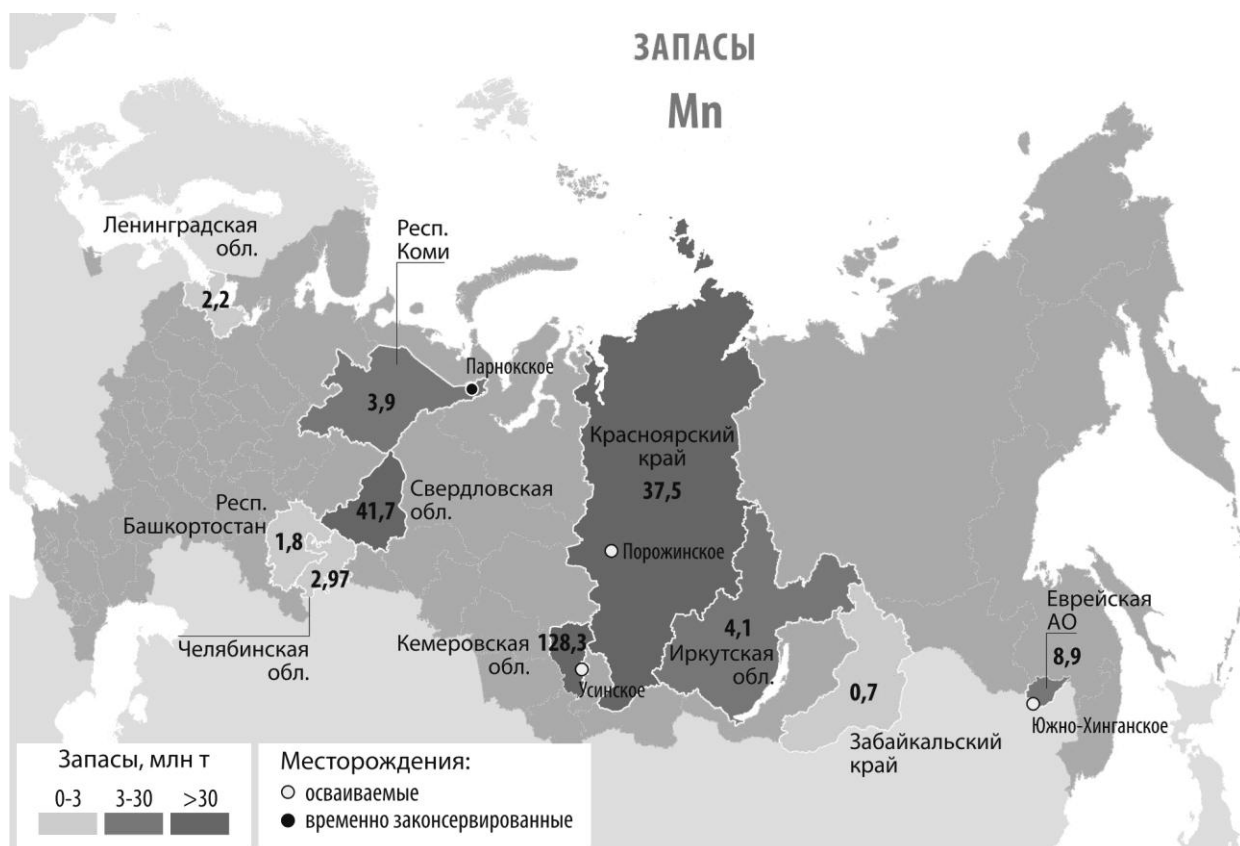 ЗАПАСЫ
Mn
Ленинградская
обл.
2,2
Респ.
Коми
Парнокское
3,9
Красноярский
край
37,5
Свердловская
обл.
41,7
Респ.
Башкортостан
1,8
2,97
Порожинское
Челябинская
обл.
Кемеровская
обл.
128,3
Усинское
4,1
Иркутская
обл.
0,7
Забайкальский
край
Еврейская
АО
8,9
Южно-Хинганское
Запасы, млн т
0-3 3-30 >30
Месторождения:
осваиваемые
временно законсервированные